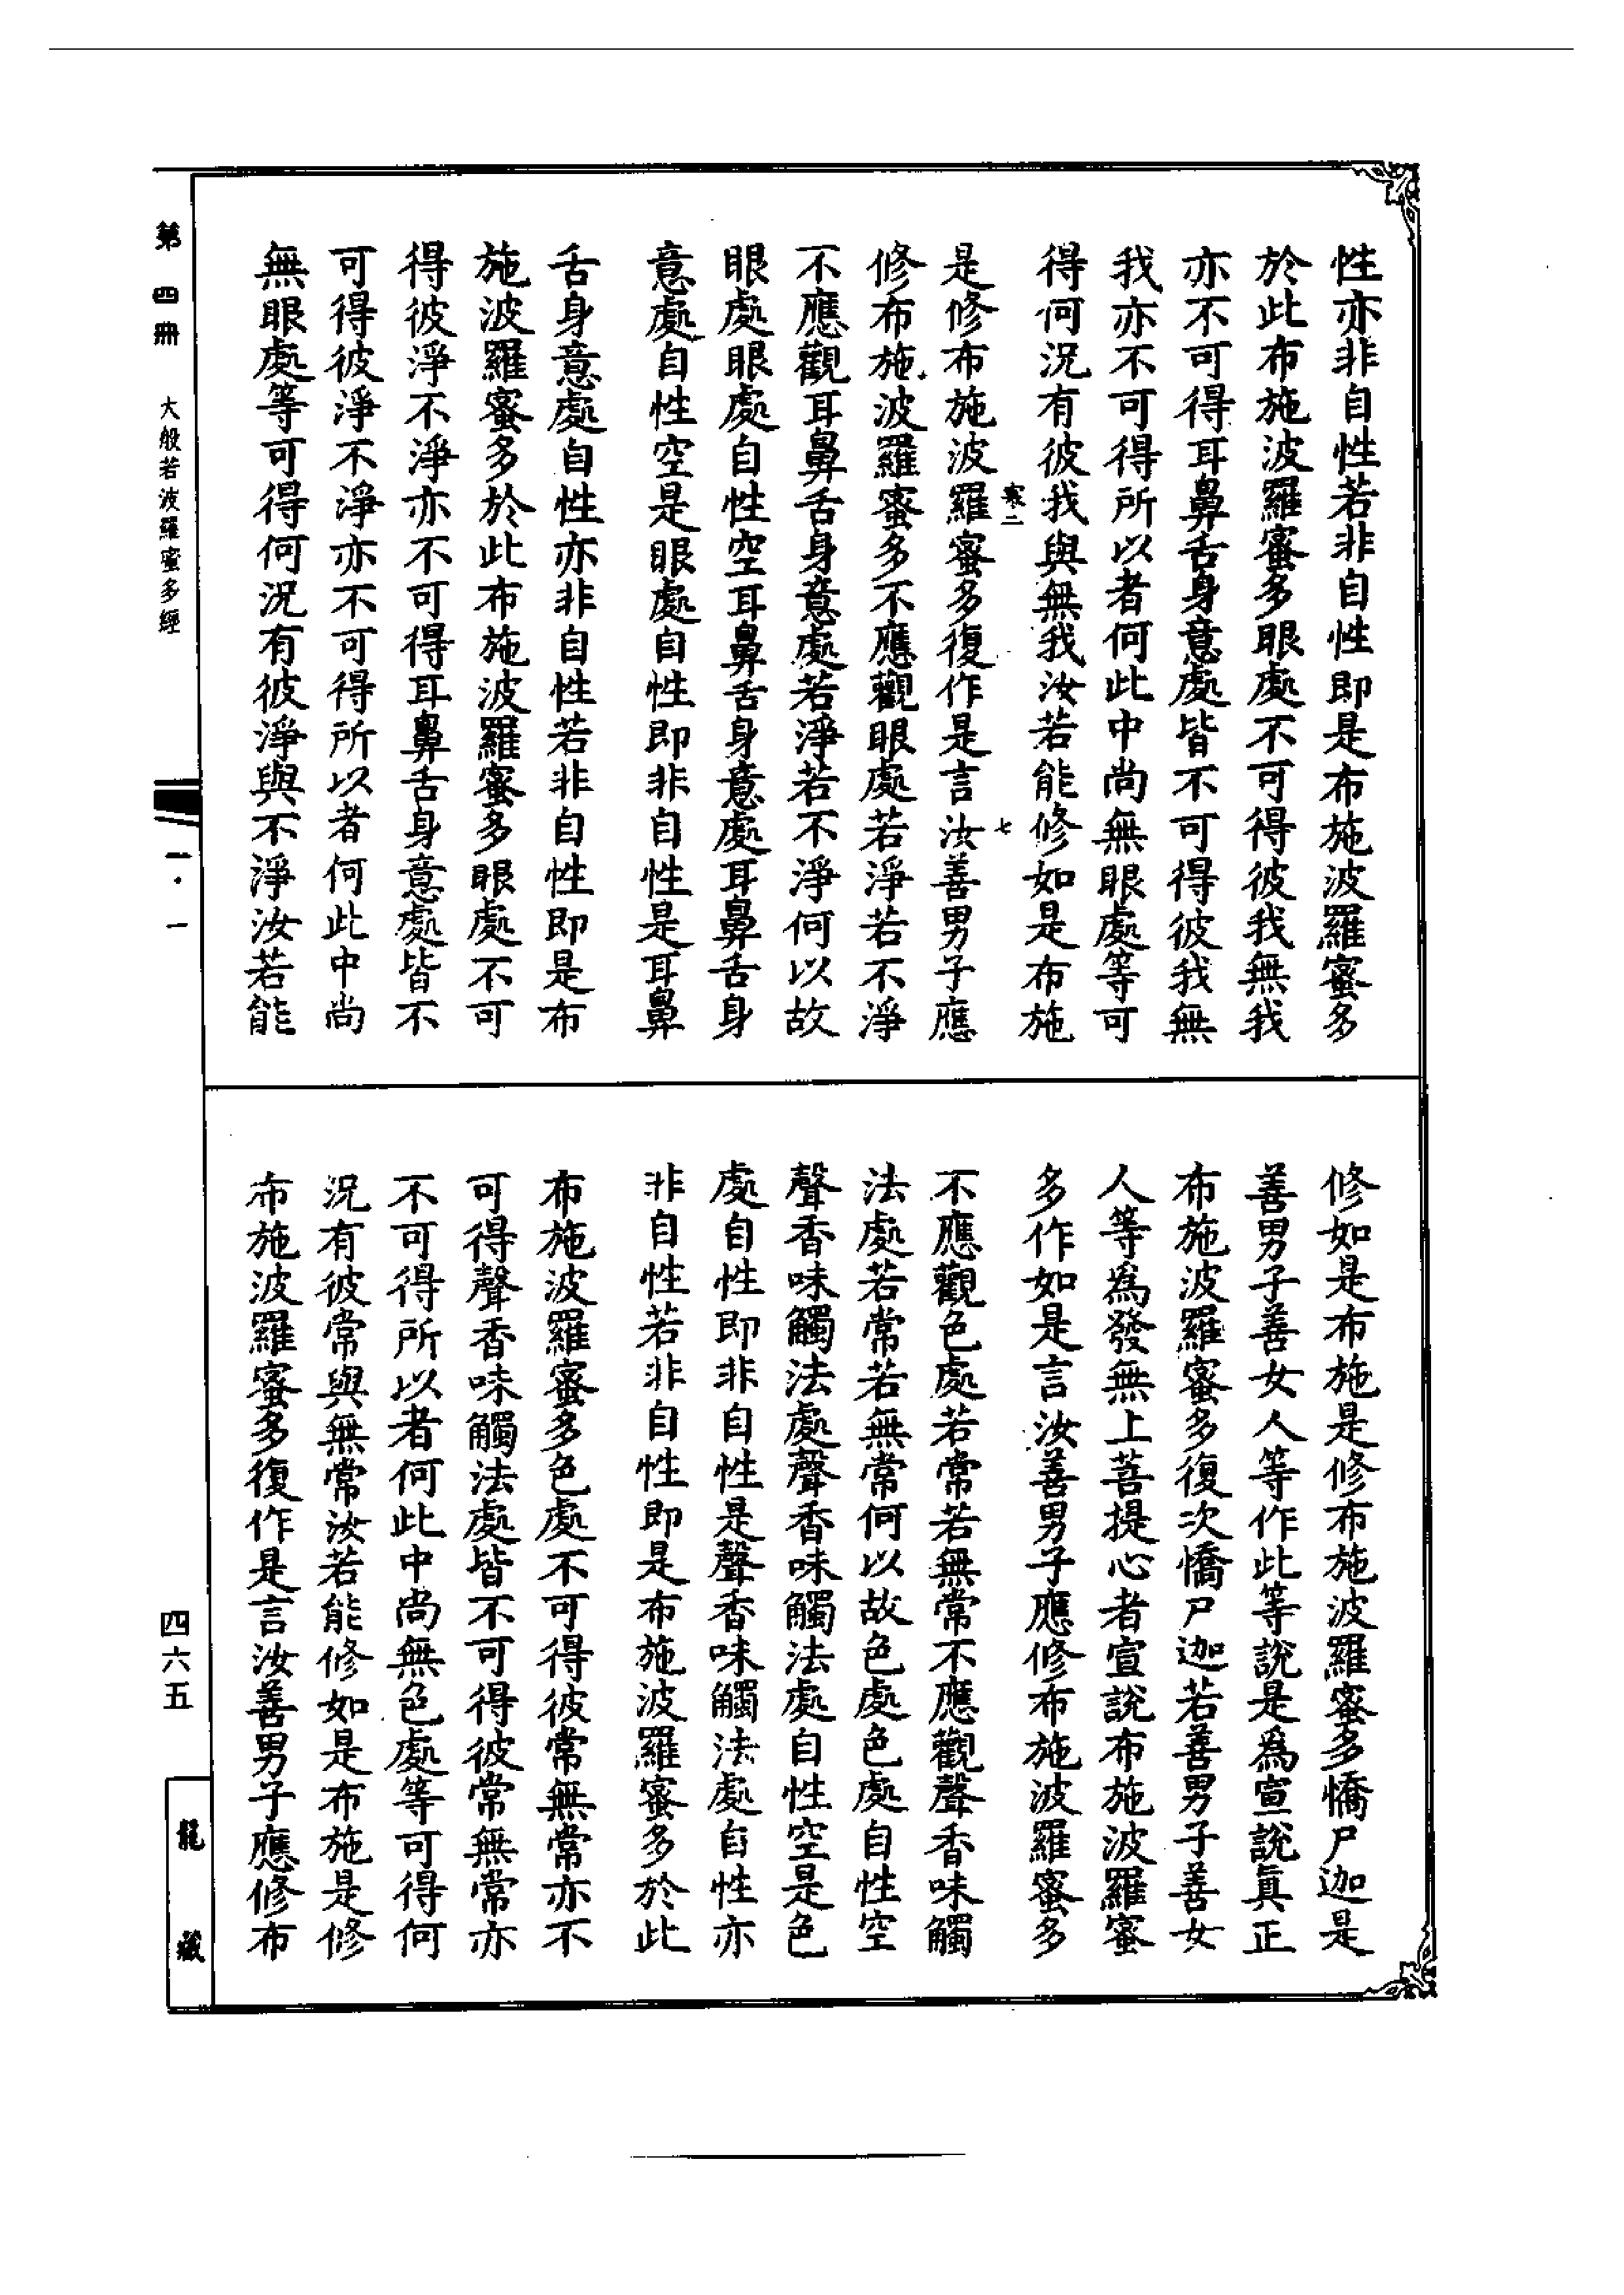 性亦非自性若非自性即是布施波羅蜜多
於此布施波羅蜜多眼處不可得彼我無我
亦不可得耳鼻舌身意處皆不可得彼我無
我亦不可得所以者何此中尚無眼處等可
得何況有彼我與無我汝若能修如是布施
寒二
七
是修布施波羅蜜多復作是言汝善男子應
修布施波羅蜜多不應觀眼處若淨若不淨
不應觀耳鼻舌身意處若淨若不淨何以故
眼處眼處自性空耳鼻舌身意處耳鼻舌身
意處自性空是眼處自性即非自性是耳鼻
舌身意處自性亦非自性若非自性即是布
施波羅蜜多於此布施波羅蜜多眼處不可
得彼淨不淨亦不可得耳鼻舌身意處皆不
可得彼淨不淨亦不可得所以者何此中尚
無眼處等可得何況有彼淨與不淨汝若能
修如是布施是修布施波羅蜜多憍尸迦是
善男子善女人等作此等說是為宣說真正
布施波羅蜜多復次憍尸迦若善男子善女
人等為發無上菩提心者宣說布施波羅蜜
多作如是言汝善男子應修布施波羅蜜多
不應觀色處若常若無常不應觀聲香味觸
法處若常若無常何以故色處色處自性空
聲香味觸法處聲香味觸法處自性空是色
處自性即非自性是聲香味觸法處自性亦
非自性若非自性即是布施波羅蜜多於此
布施波羅蜜多色處不可得彼常無常亦不
可得聲香味觸法處皆不可得彼常無常亦
不可得所以者何此中尚無色處等可得何
況有彼常與無常汝若能修如是布施是修
布施波羅蜜多復作是言汝善男子應修布
第四冊 大般若波羅蜜多經
一·一
四六五
龍藏